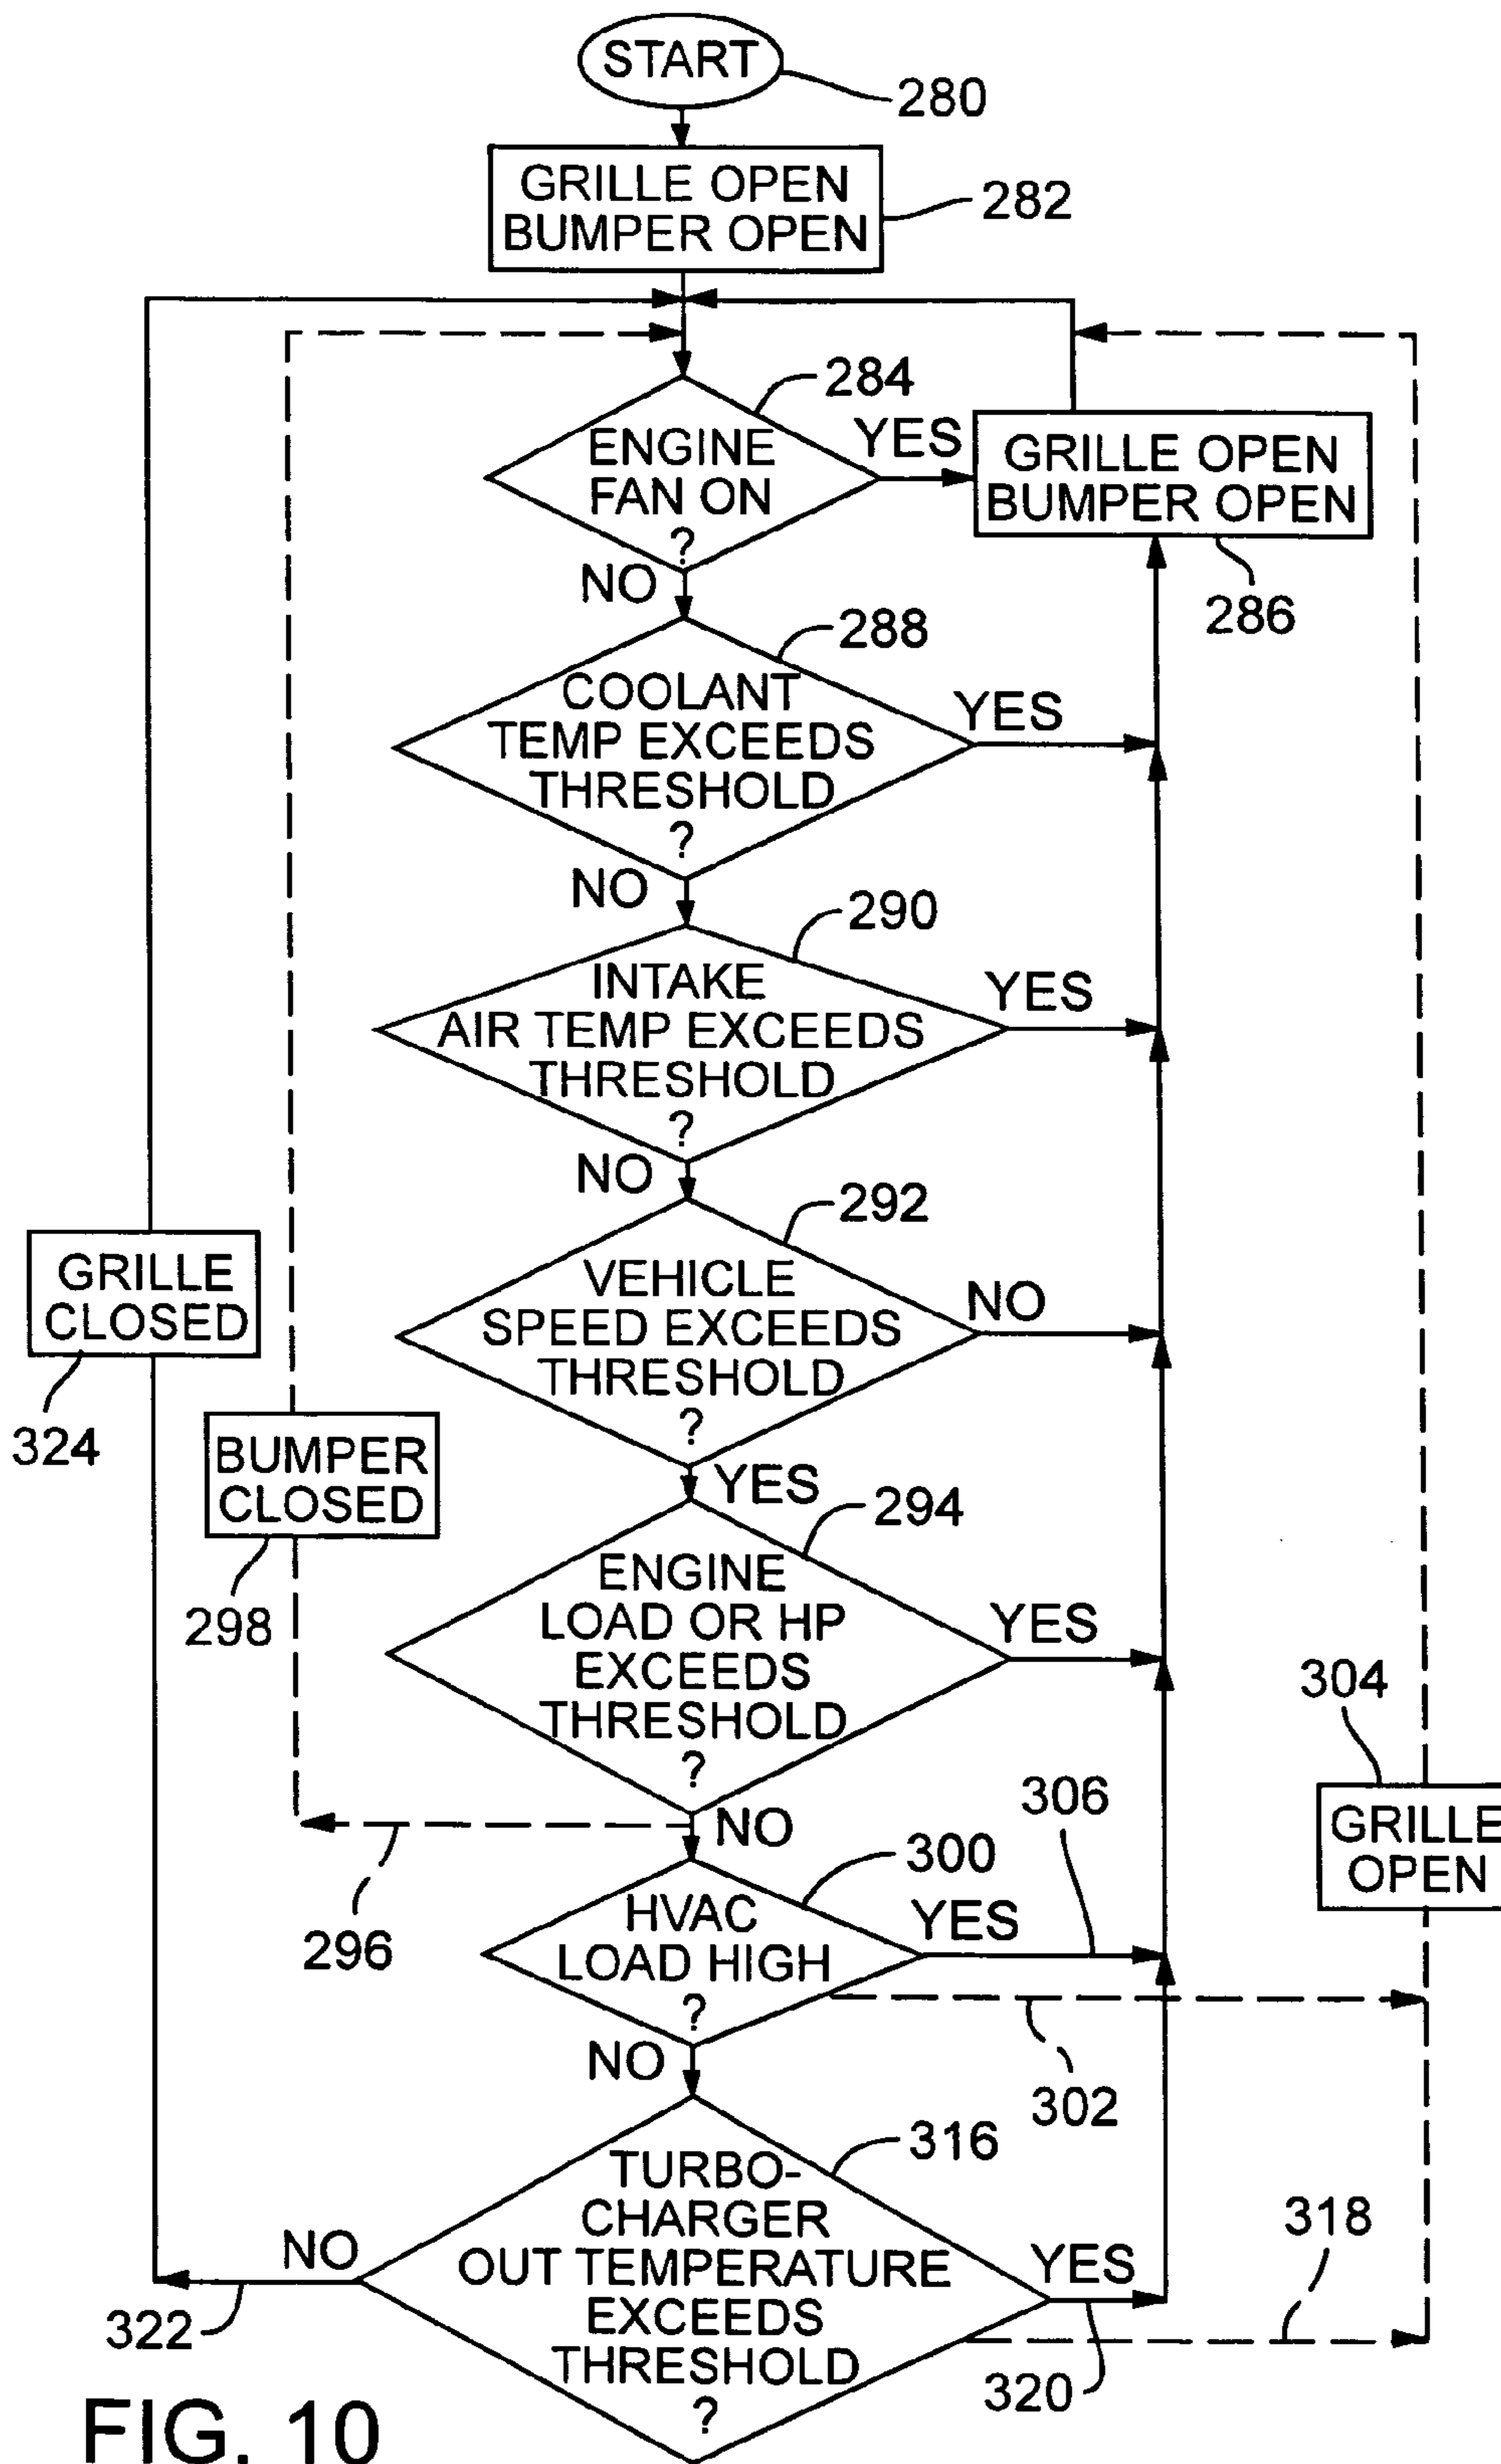 START
280
GRILLE OPEN
BUMPER OPEN
282
284
ENGINE
FAN ON
?
YES
NO
GRILLE OPEN
BUMPER OPEN
286
288
COOLANT
TEMP EXCEEDS
THRESHOLD
?
YES
NO
290
INTAKE
AIR TEMP EXCEEDS
THRESHOLD
?
YES
NO
292
VEHICLE
SPEED EXCEEDS
THRESHOLD
?
NO
YES
GRILLE
CLOSED
324
BUMPER
CLOSED
298
294
ENGINE
LOAD OR HP
EXCEEDS
THRESHOLD
?
YES
NO
296
304
GRILLE
OPEN
306
300
HVAC
LOAD HIGH
?
YES
NO
302
316
TURBO-
CHARGER
OUT TEMPERATURE
EXCEEDS
THRESHOLD
?
NO
322
YES
320
318
FIG. 10